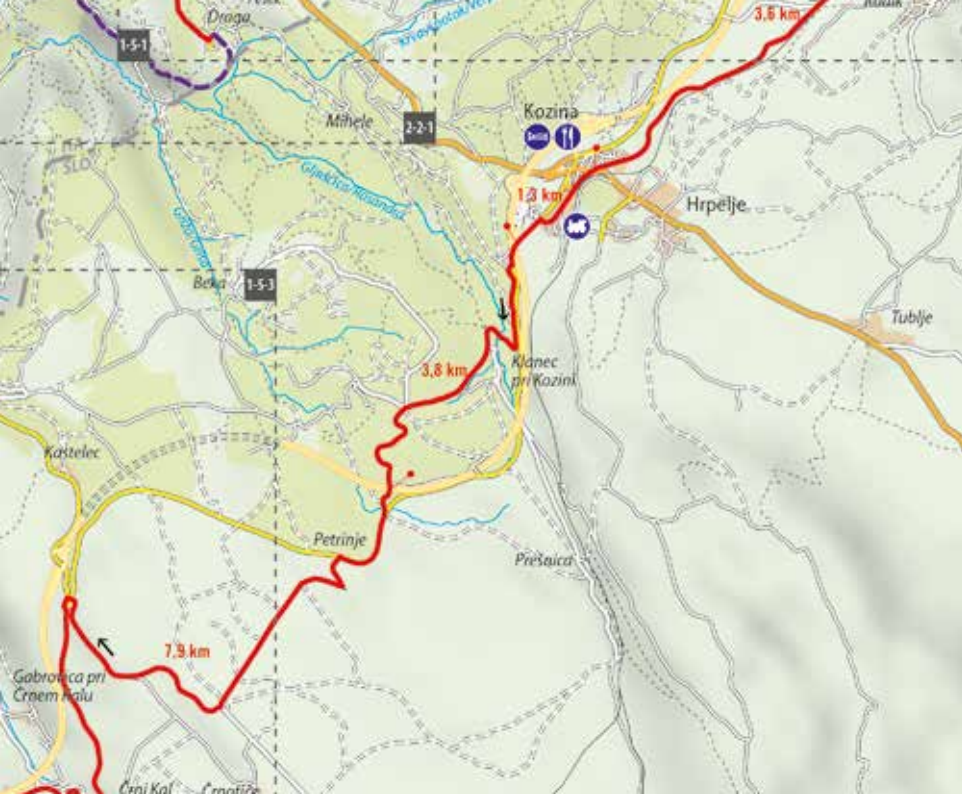 Draga
3,6 km
1-5-1
Mihele
2-2-1
Kozina
Glinščica/Rosandra
1,3 km
Hrpelje
Beka
1-5-3
Tublje
Klanec
pri Kozini
3,8 km
Kaštelec
Petrinje
Prešnica
7,9 km
Gabrovica pri
Črnem Kalu
Črni Kal
Črnotiče